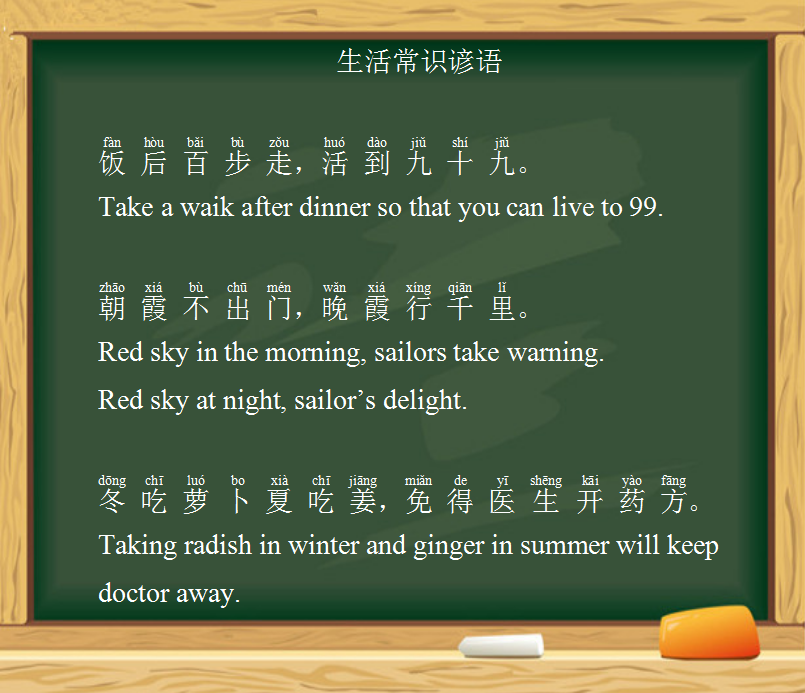 生活常识谚语
fàn hòu bǎi bù zǒu huó dào jiǔ shí jiǔ
饭后百步走，活到九十九。
Take a waik after dinner so that you can live to 99.
zhāo xiá bù chū mén wǎn xiá xíng qiān lǐ
朝霞不出门，晚霞行千里。
Red sky in the morning, sailors take warning.
Red sky at night, sailor’s delight.
dōng chī luó bo xià chī jiāng miǎn de yī shēng kāi yào fāng
冬吃萝卜夏吃姜，免得医生开药方。
Taking radish in winter and ginger in summer will keep
doctor away.